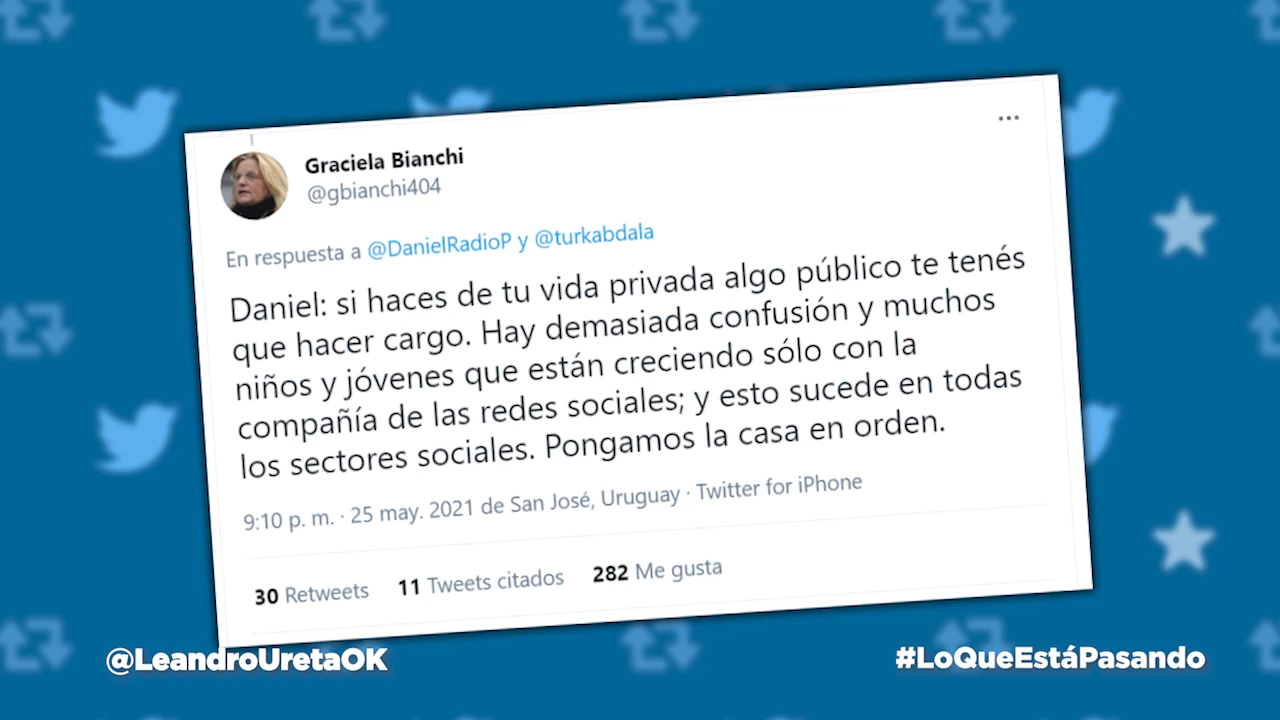 Graciela Bianchi
@gbianchi404
...
En respuesta a @DanielRadioP y @turkabdala
Daniel: si haces de tu vida privada algo público te tenés
que hacer cargo. Hay demasiada confusión y muchos
niños y jóvenes que están creciendo sólo con la
compañía de las redes sociales; y esto sucede en todas
los sectores sociales. Pongamos la casa en orden.
9:10 p. m. · 25 may. 2021 de San José, Uruguay · Twitter for iPhone
30 Retweets 11 Tweets citados 282 Me gusta
@LeandroUretaOK
#LoQueEstáPasando